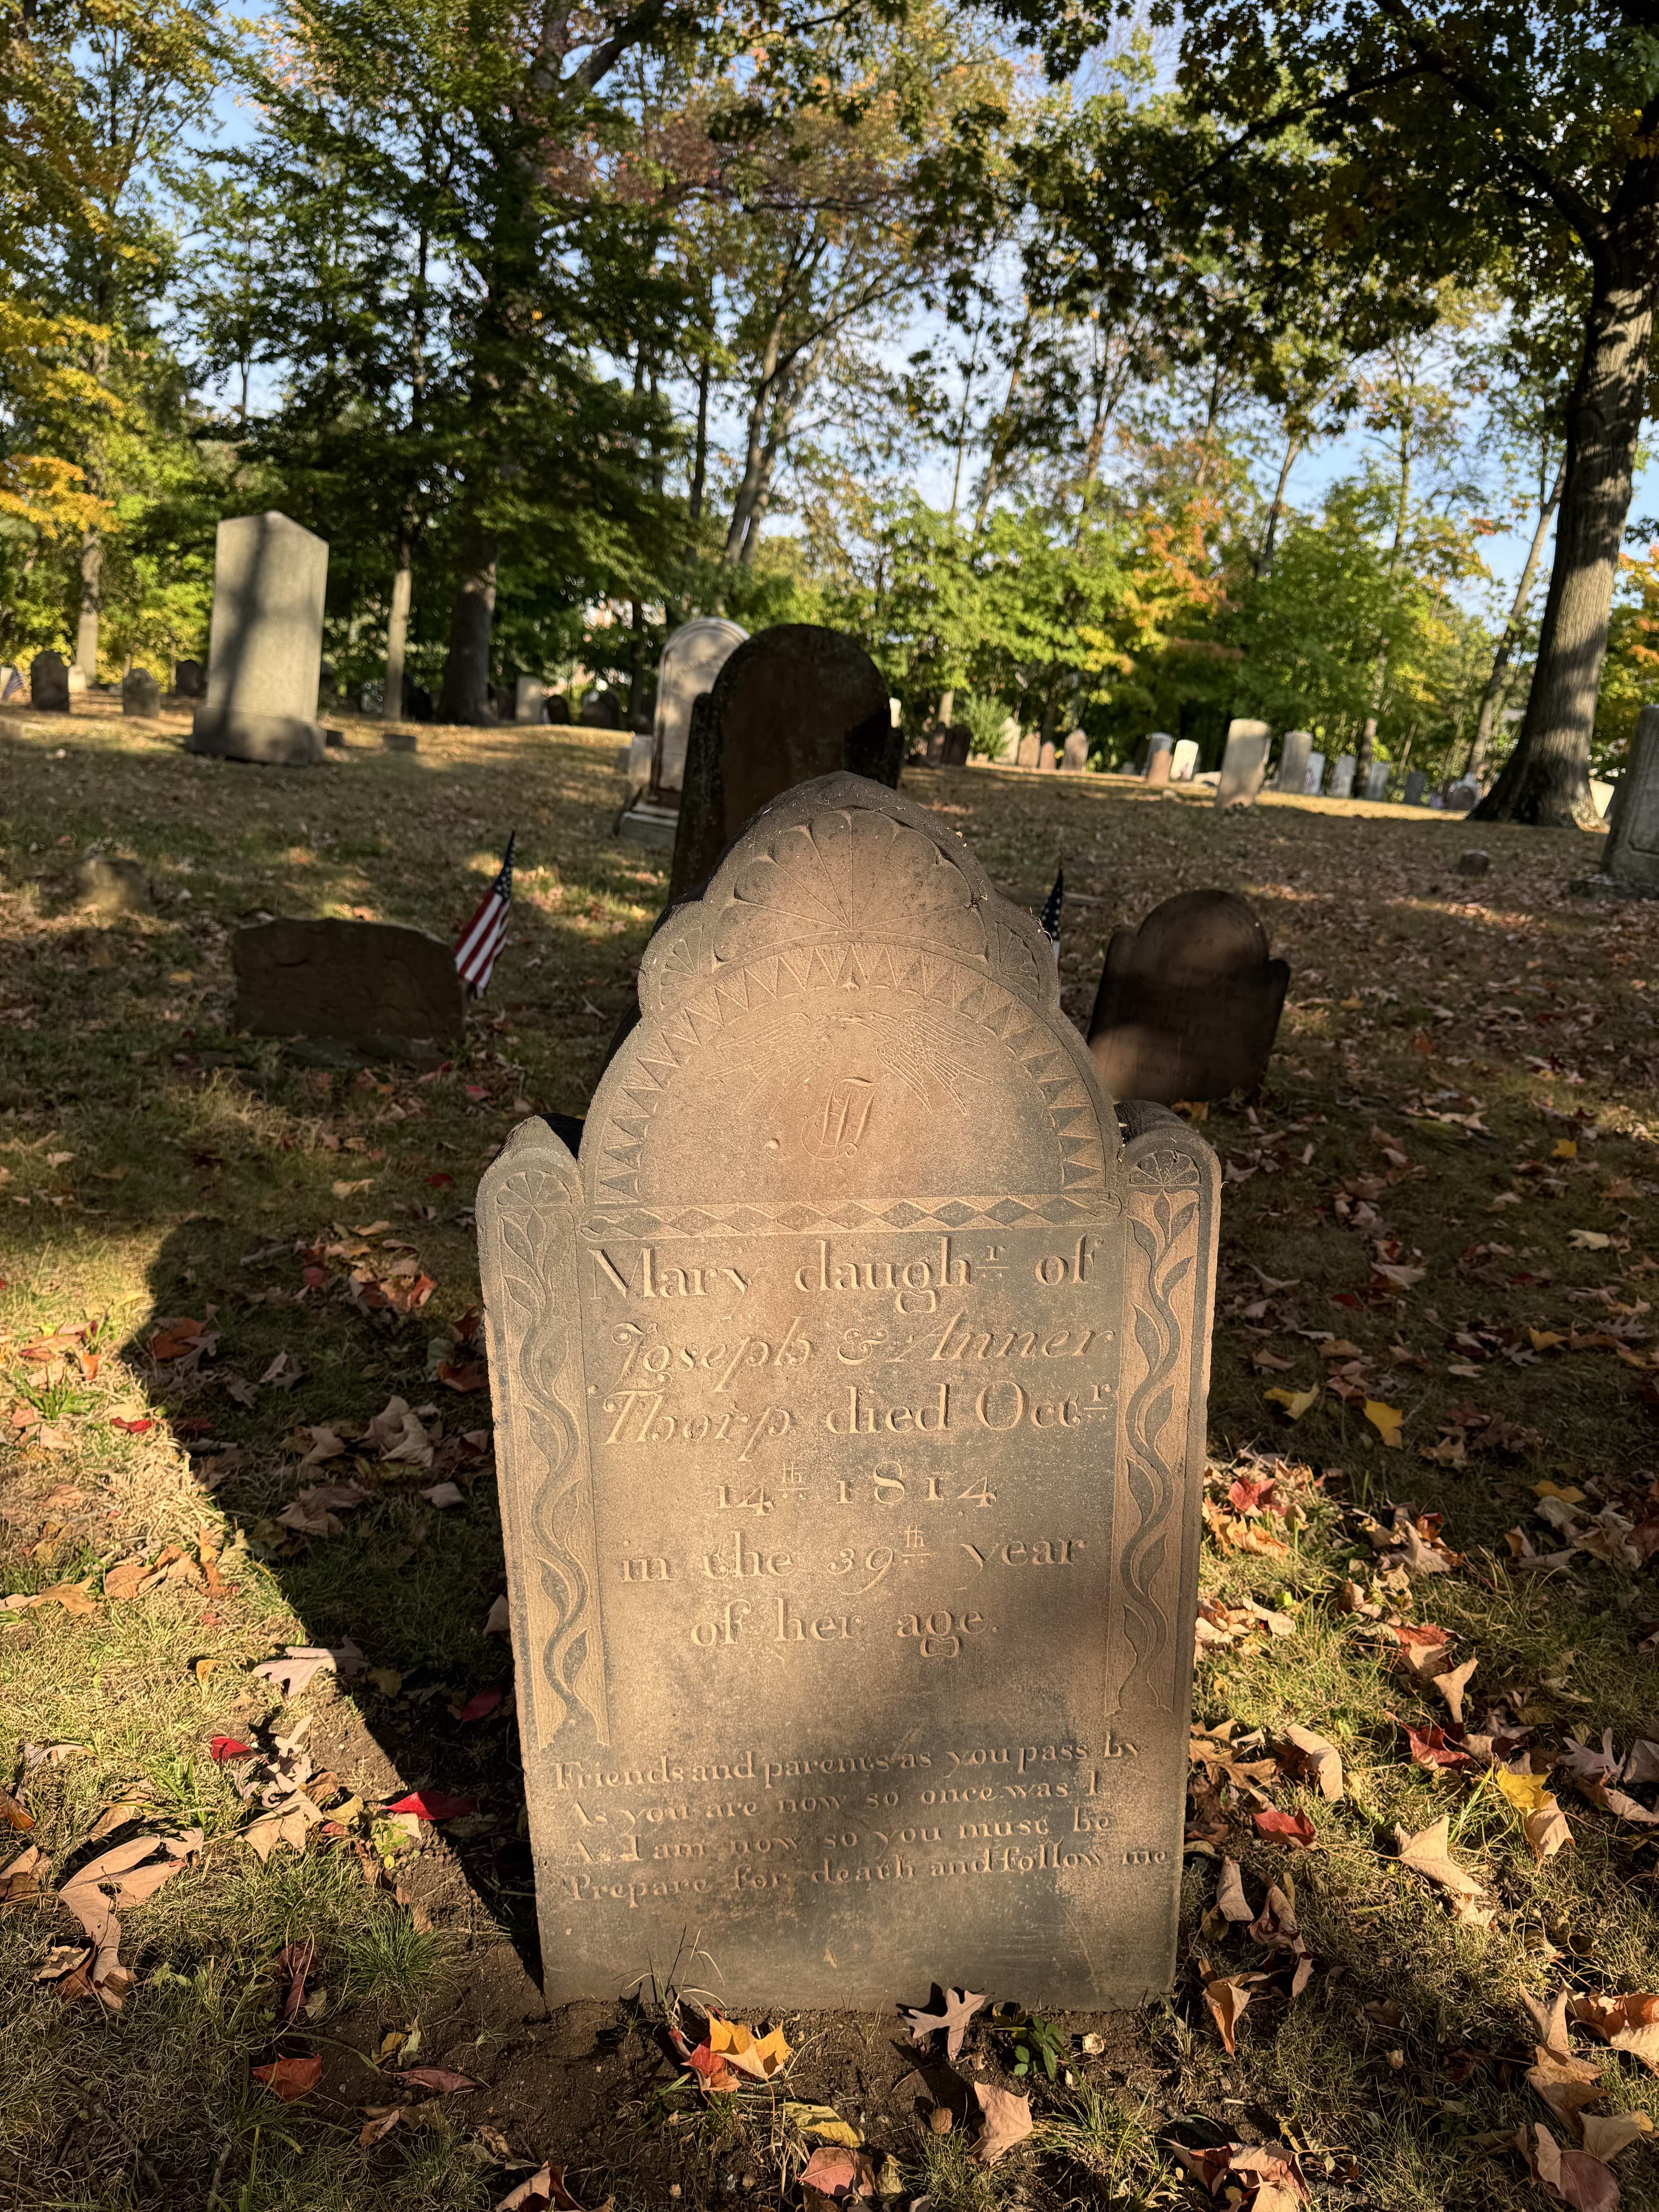 Mary daughr of
Joseph & Anner
Thorp died Octr
14th 1814
in the 39th year
of her age.
Friends and parents as you pass by
As you are now so once was I
As I am now so you must be
Prepare for death and follow me